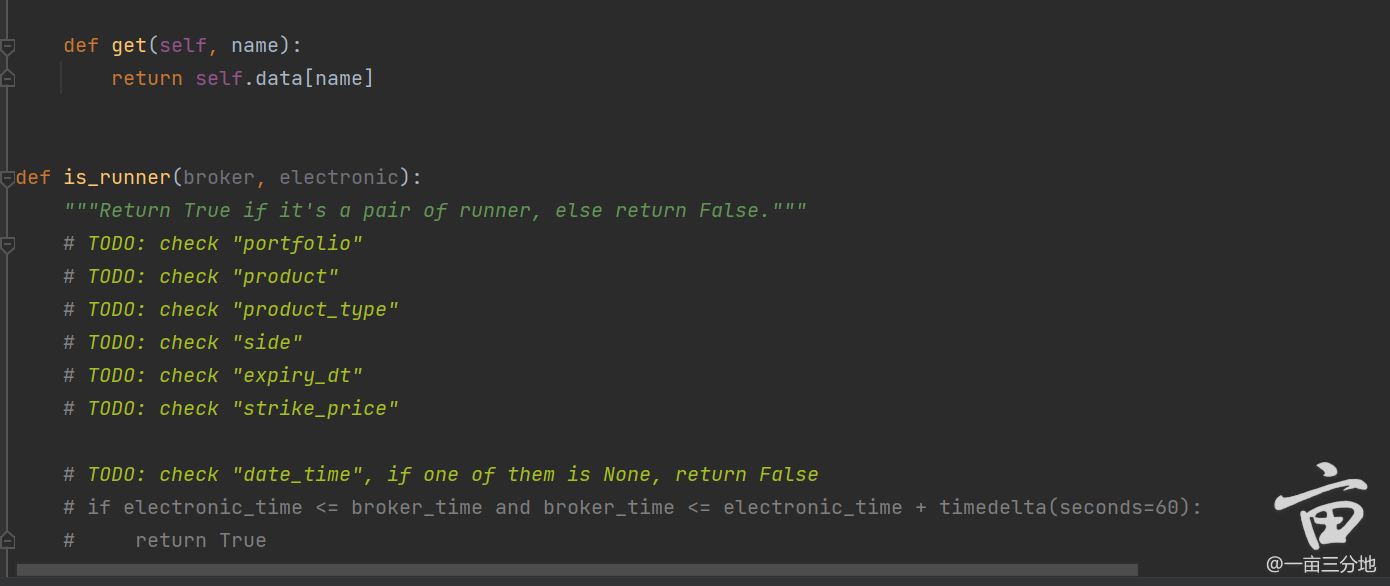 def get(self, name):
return self.data[name]
def is_runner(broker, electronic):
"""Return True if it's a pair of runner, else return False."""
# TODO: check "portfolio"
# TODO: check "product"
# TODO: check "product_type"
# TODO: check "side"
# TODO: check "expiry_dt"
# TODO: check "strike_price"
# TODO: check "date_time", if one of them is None, return False
# if electronic_time <= broker_time and broker_time <= electronic_time + timedelta(seconds=60):
#     return True
亩
@一亩三分地